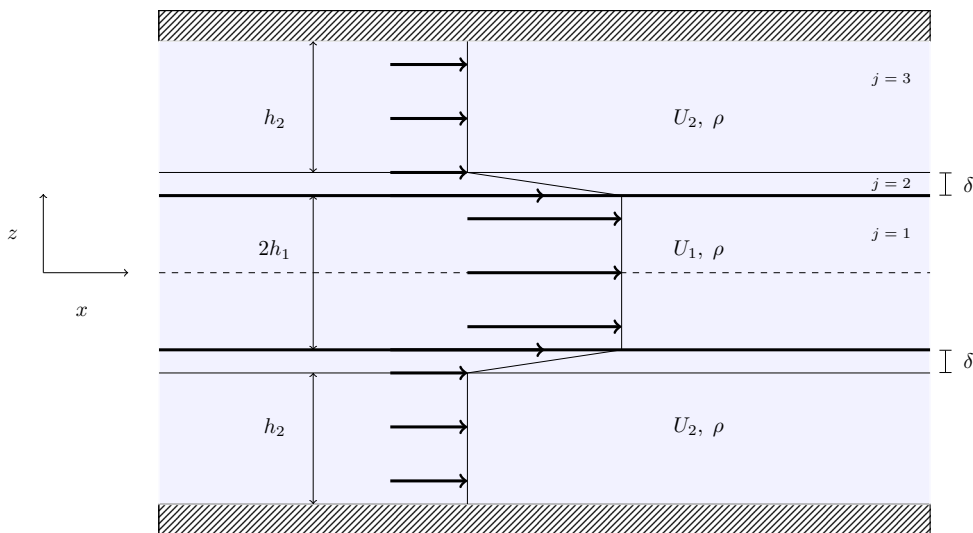 j = 3
h₂
U₂, ρ
j = 2
δ
z
2h₁
U₁, ρ
j = 1
x
δ
h₂
U₂, ρ